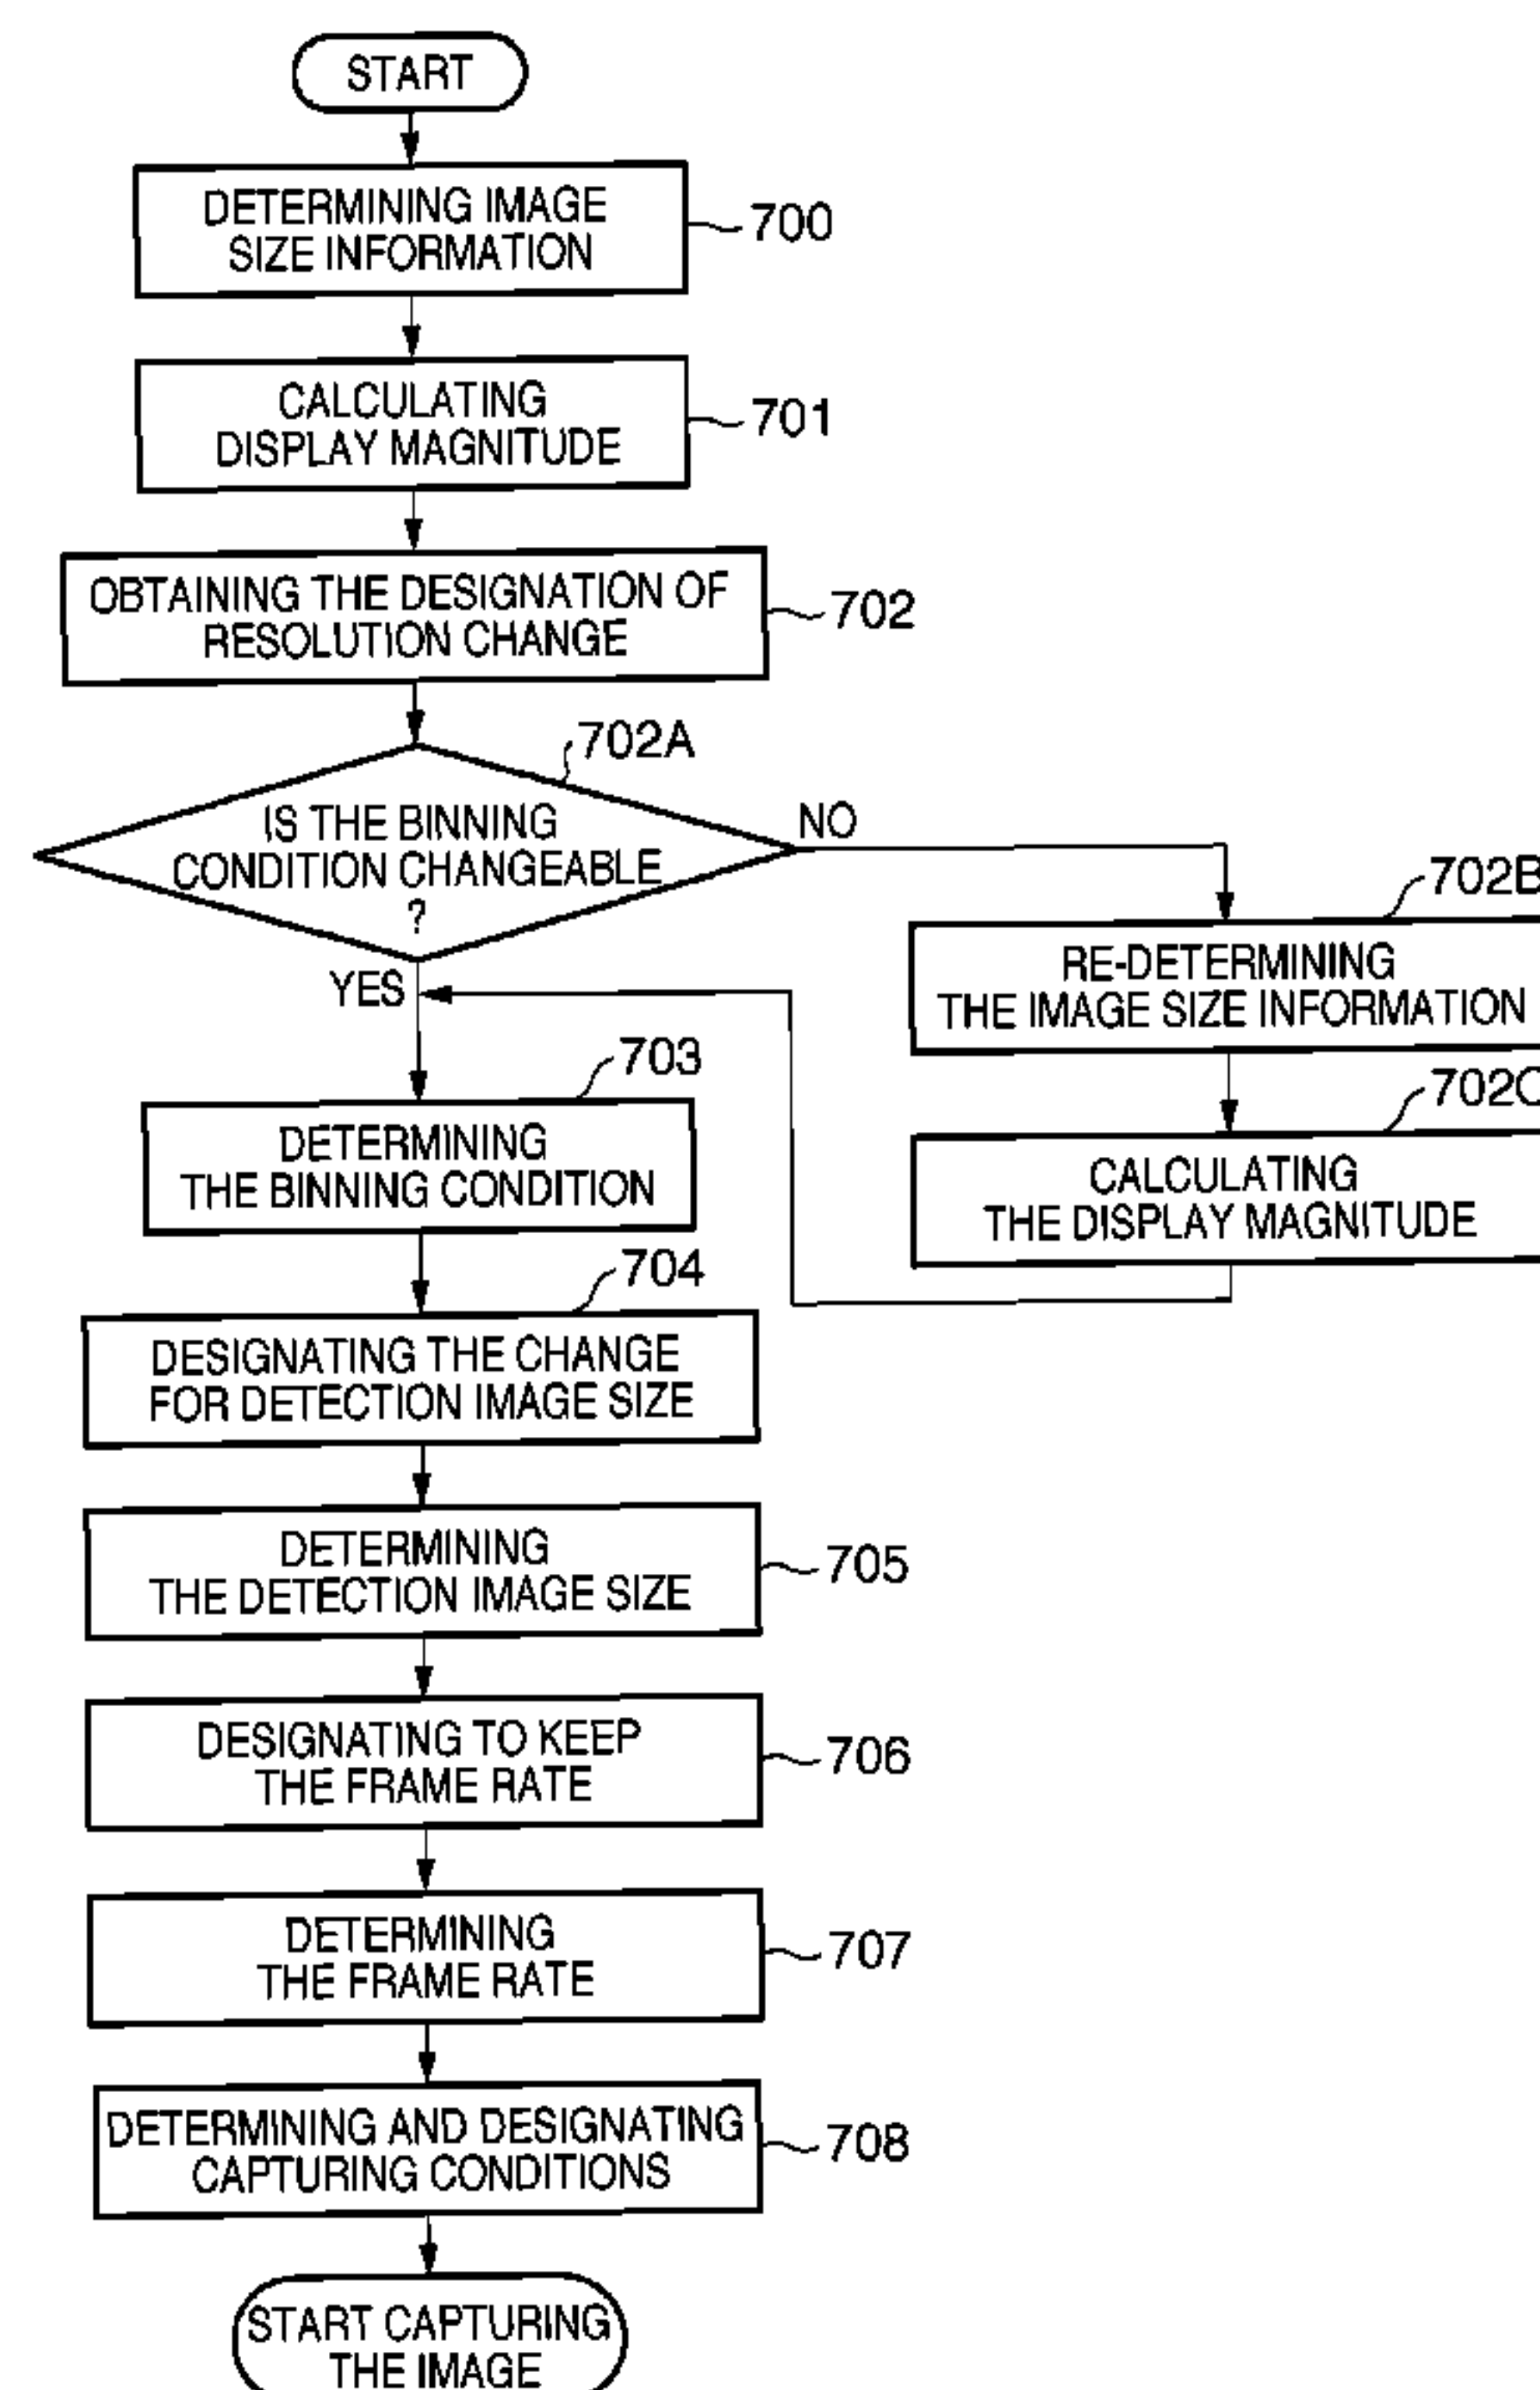 START
DETERMINING IMAGE
SIZE INFORMATION
700
CALCULATING
DISPLAY MAGNITUDE
701
OBTAINING THE DESIGNATION OF
RESOLUTION CHANGE
702
702A
IS THE BINNING
CONDITION CHANGEABLE
?
NO
YES
702B
RE-DETERMINING
THE IMAGE SIZE INFORMATION
702C
CALCULATING
THE DISPLAY MAGNITUDE
703
DETERMINING
THE BINNING CONDITION
704
DESIGNATING THE CHANGE
FOR DETECTION IMAGE SIZE
DETERMINING
THE DETECTION IMAGE SIZE
705
DESIGNATING TO KEEP
THE FRAME RATE
706
DETERMINING
THE FRAME RATE
707
DETERMINING AND DESIGNATING
CAPTURING CONDITIONS
708
START CAPTURING
THE IMAGE